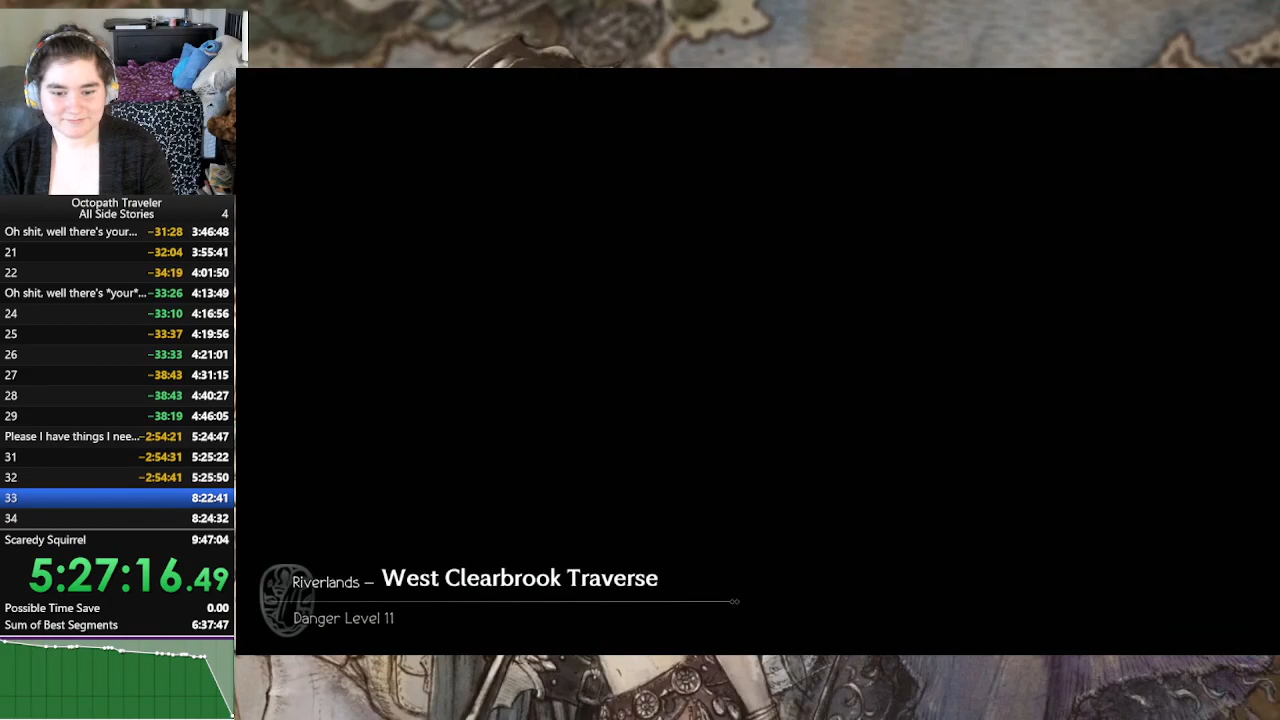 Octopath Traveler
All Side Stories 4
Oh shit, well there's your... −31:28 3:46:48
21 −32:04 3:55:41
22 −34:19 4:01:50
Oh shit, well there's *your*... −33:26 4:13:49
24 −33:10 4:16:56
25 −33:37 4:19:56
26 −33:33 4:21:01
27 −38:43 4:31:15
28 −38:43 4:40:27
29 −38:19 4:46:05
Please I have things I nee... −2:54:21 5:24:47
31 −2:54:31 5:25:22
32 −2:54:41 5:25:50
33 8:22:41
34 8:24:32
Scaredy Squirrel 9:47:04
5:27:16.49
Possible Time Save 0.00
Sum of Best Segments 6:37:47
Riverlands – West Clearbrook Traverse
Danger Level 11